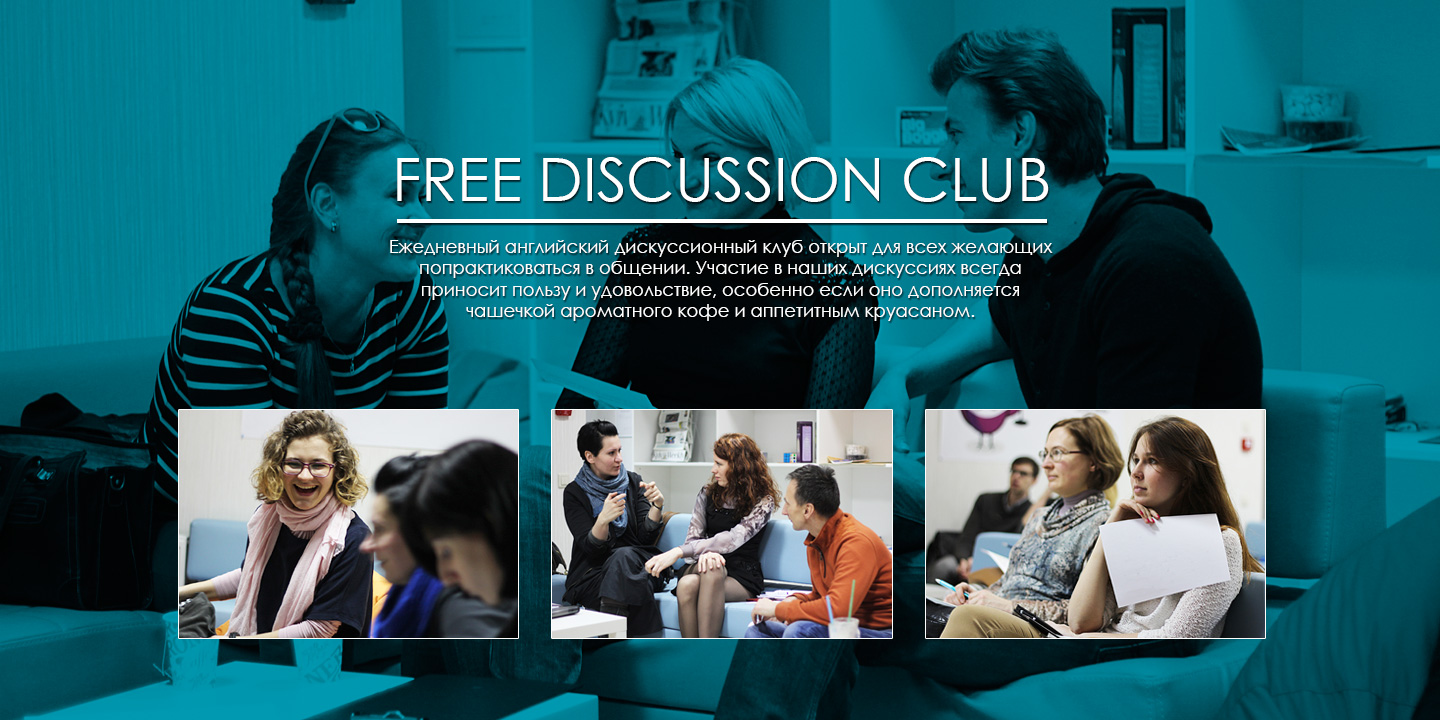 FREE DISCUSSION CLUB
Ежедневный английский дискуссионный клуб открыт для всех желающих
попрактиковаться в общении. Участие в наших дискуссиях всегда
приносит пользу и удовольствие, особенно если оно дополняется
чашечкой ароматного кофе и аппетитным круасаном.